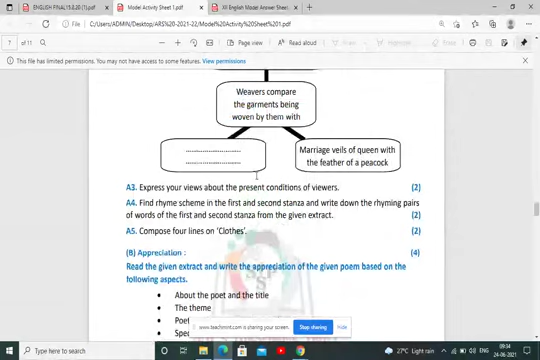 ENGLISH FINAL15.8.20 (1).pdf
Model Activity Sheet 1.pdf
XII English Model Answer Sheet
C:/Users/ADMIN/Desktop/ARS%202021-22/Model%20Activity%20Sheet%201.pdf
7 of 11
Page view
Read aloud
This file has limited permissions. You may not have access to some features. View permissions
Weavers compare
the garments being
woven by them with
........................
........................
Marriage veils of queen with
the feather of a peacock
A3. Express your views about the present conditions of viewers. (2)
A4. Find rhyme scheme in the first and second stanza and write down the rhyming pairs
of words of the first and second stanza from the given extract. (2)
A5. Compose four lines on 'Clothes'. (2)
(B) Appreciation : (4)
Read the given extract and write the appreciation of the given poem based on the
following aspects.
• About the poet and the title
• The theme
• Poet
• Spec
www.teachmint.com is sharing your screen.
Stop sharing
hide
Type here to search
27°C Light rain
ENG
09:34
24-06-2021